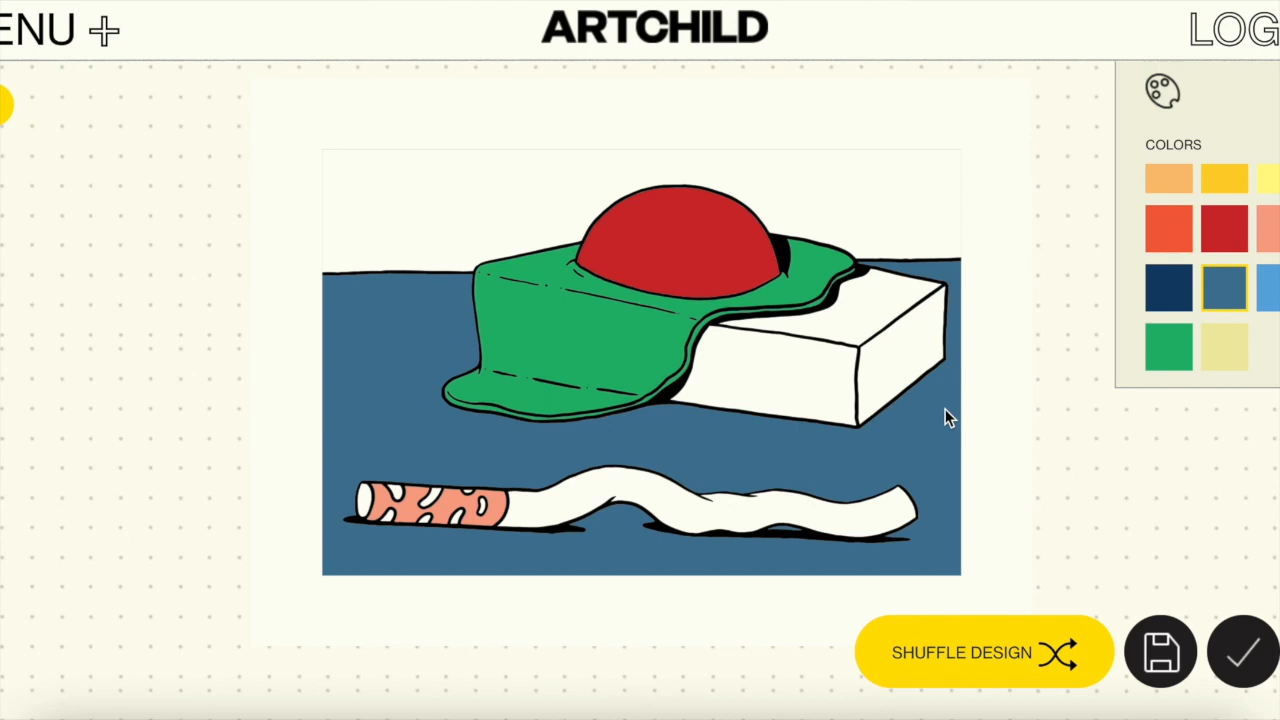 ENU +
ARTCHILD
LOG
COLORS
SHUFFLE DESIGN